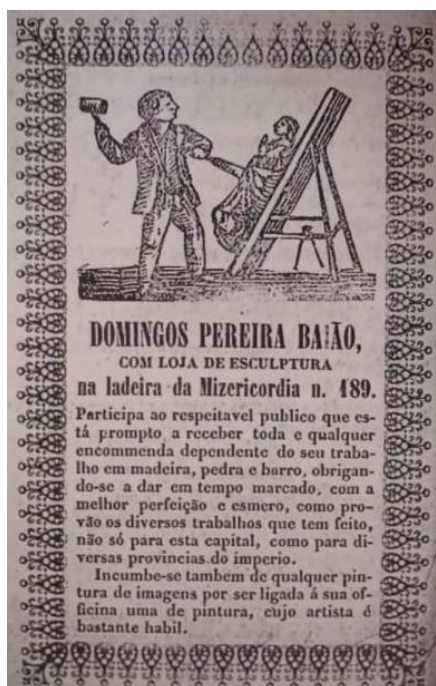 DOMINGOS PEREIRA BAIÃO,
COM LOJA DE ESCULPTURA
na ladeira da Mizericordia n. 189.
Participa ao respeitavel publico que es-
tá prompto a receber toda e qualquer
encommenda dependente do seu traba-
lho em madeira, pedra e barro, obrigan-
do-se a dar em tempo marcado, com a
melhor perfeição e esmero, como pro-
vão os diversos trabalhos que tem feito,
não só para esta capital, como para di-
versas provincias do imperio.
Incumbe-se tambem de qualquer pin-
tura de imagens por ser ligada á sua of-
ficina uma de pintura, cujo artista é
bastante habil.